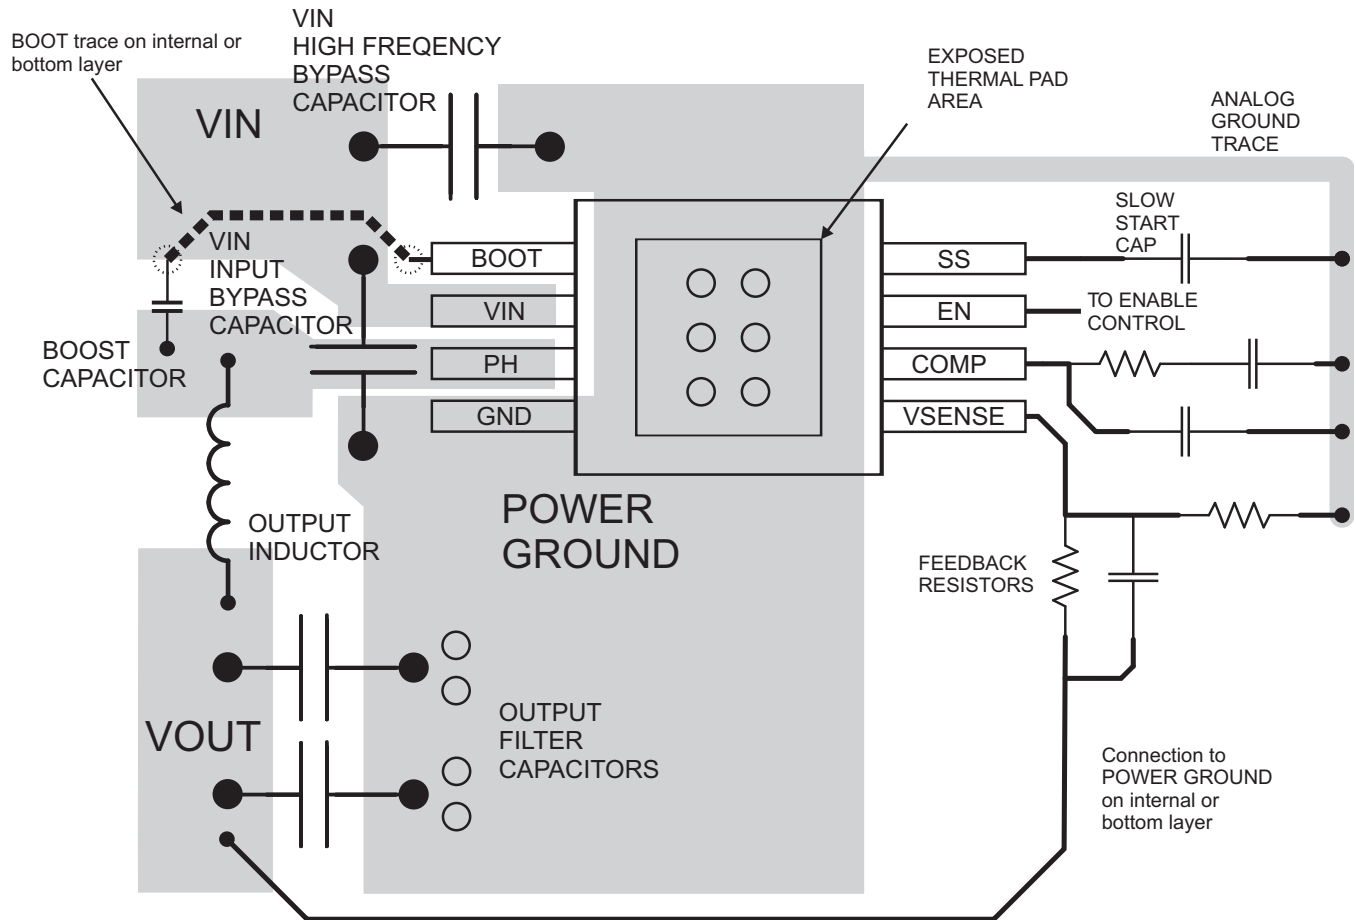 BOOT trace on internal or
bottom layer
VIN
HIGH FREQENCY
BYPASS
CAPACITOR
EXPOSED
THERMAL PAD
AREA
ANALOG
GROUND
TRACE
VIN
SLOW
START
CAP
VIN
INPUT
BYPASS
CAPACITOR
BOOT
VIN
PH
GND
SS
EN
COMP
VSENSE
TO ENABLE
CONTROL
BOOST
CAPACITOR
POWER
GROUND
OUTPUT
INDUCTOR
FEEDBACK
RESISTORS
VOUT
OUTPUT
FILTER
CAPACITORS
Connection to
POWER GROUND
on internal or
bottom layer